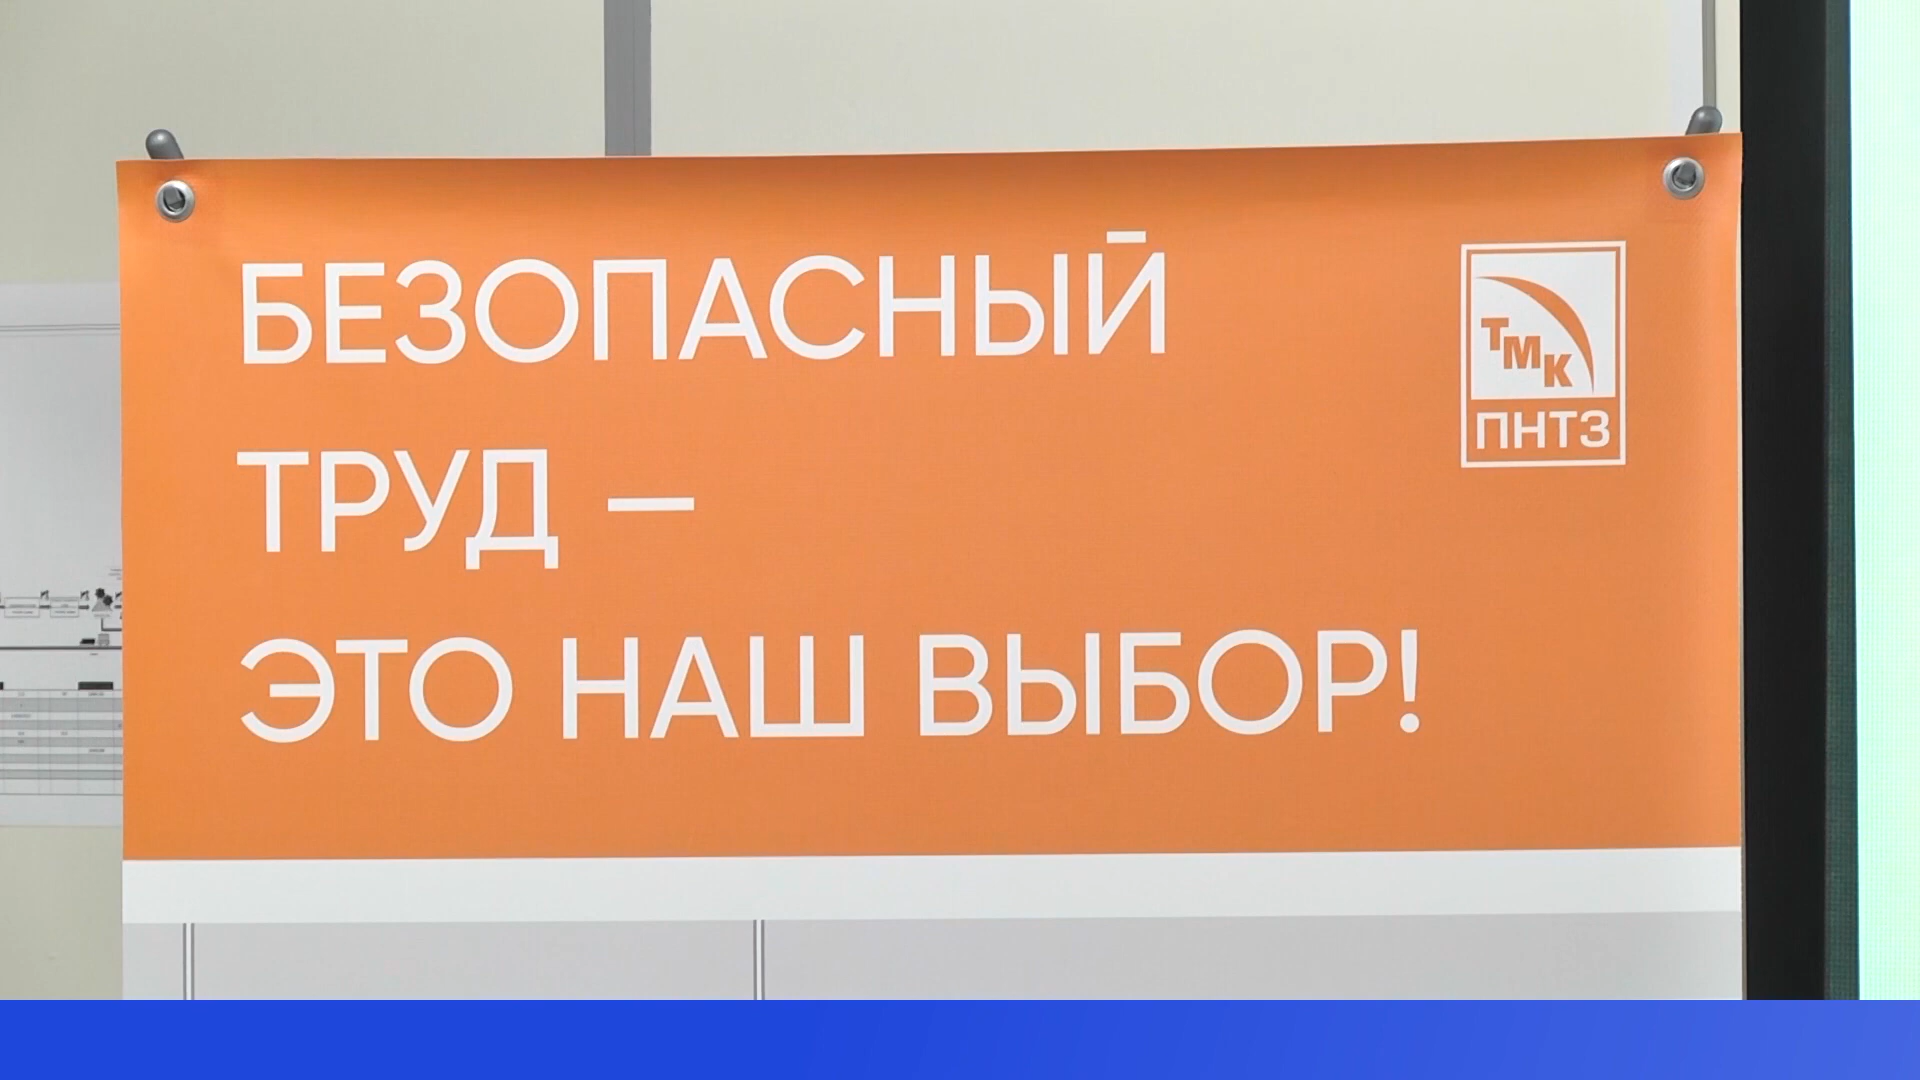 БЕЗОПАСНЫЙ
ТРУД –
ЭТО НАШ ВЫБОР!
ТМК
ПНТЗ